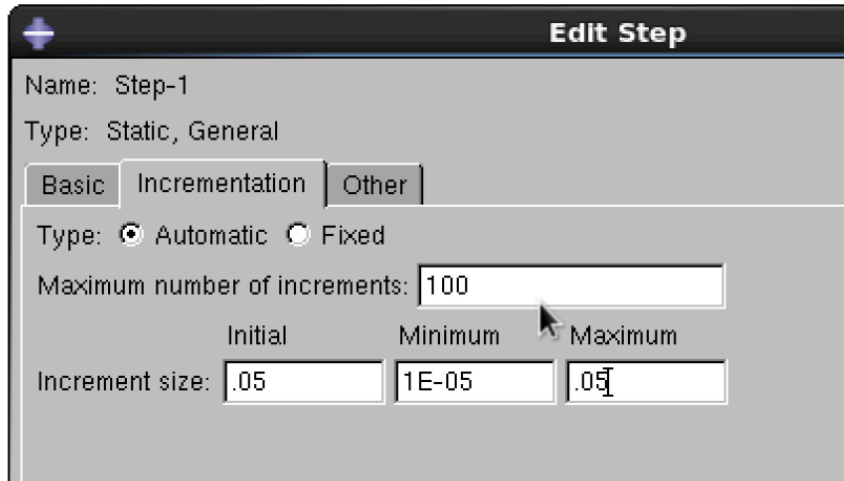 Edit Step
Name: Step-1
Type: Static, General
Basic Incrementation Other
Type: Automatic Fixed
Maximum number of increments: 100
Initial Minimum Maximum
Increment size: .05 1E-05 .05